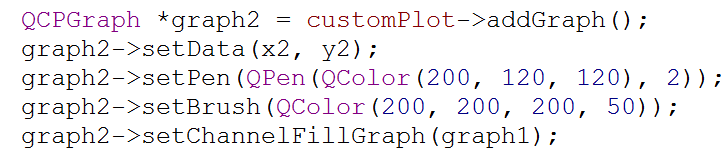 QCPGraph *graph2 = customPlot->addGraph();
graph2->setData(x2, y2);
graph2->setPen(QPen(QColor(200, 120, 120), 2));
graph2->setBrush(QColor(200, 200, 200, 50));
graph2->setChannelFillGraph(graph1);